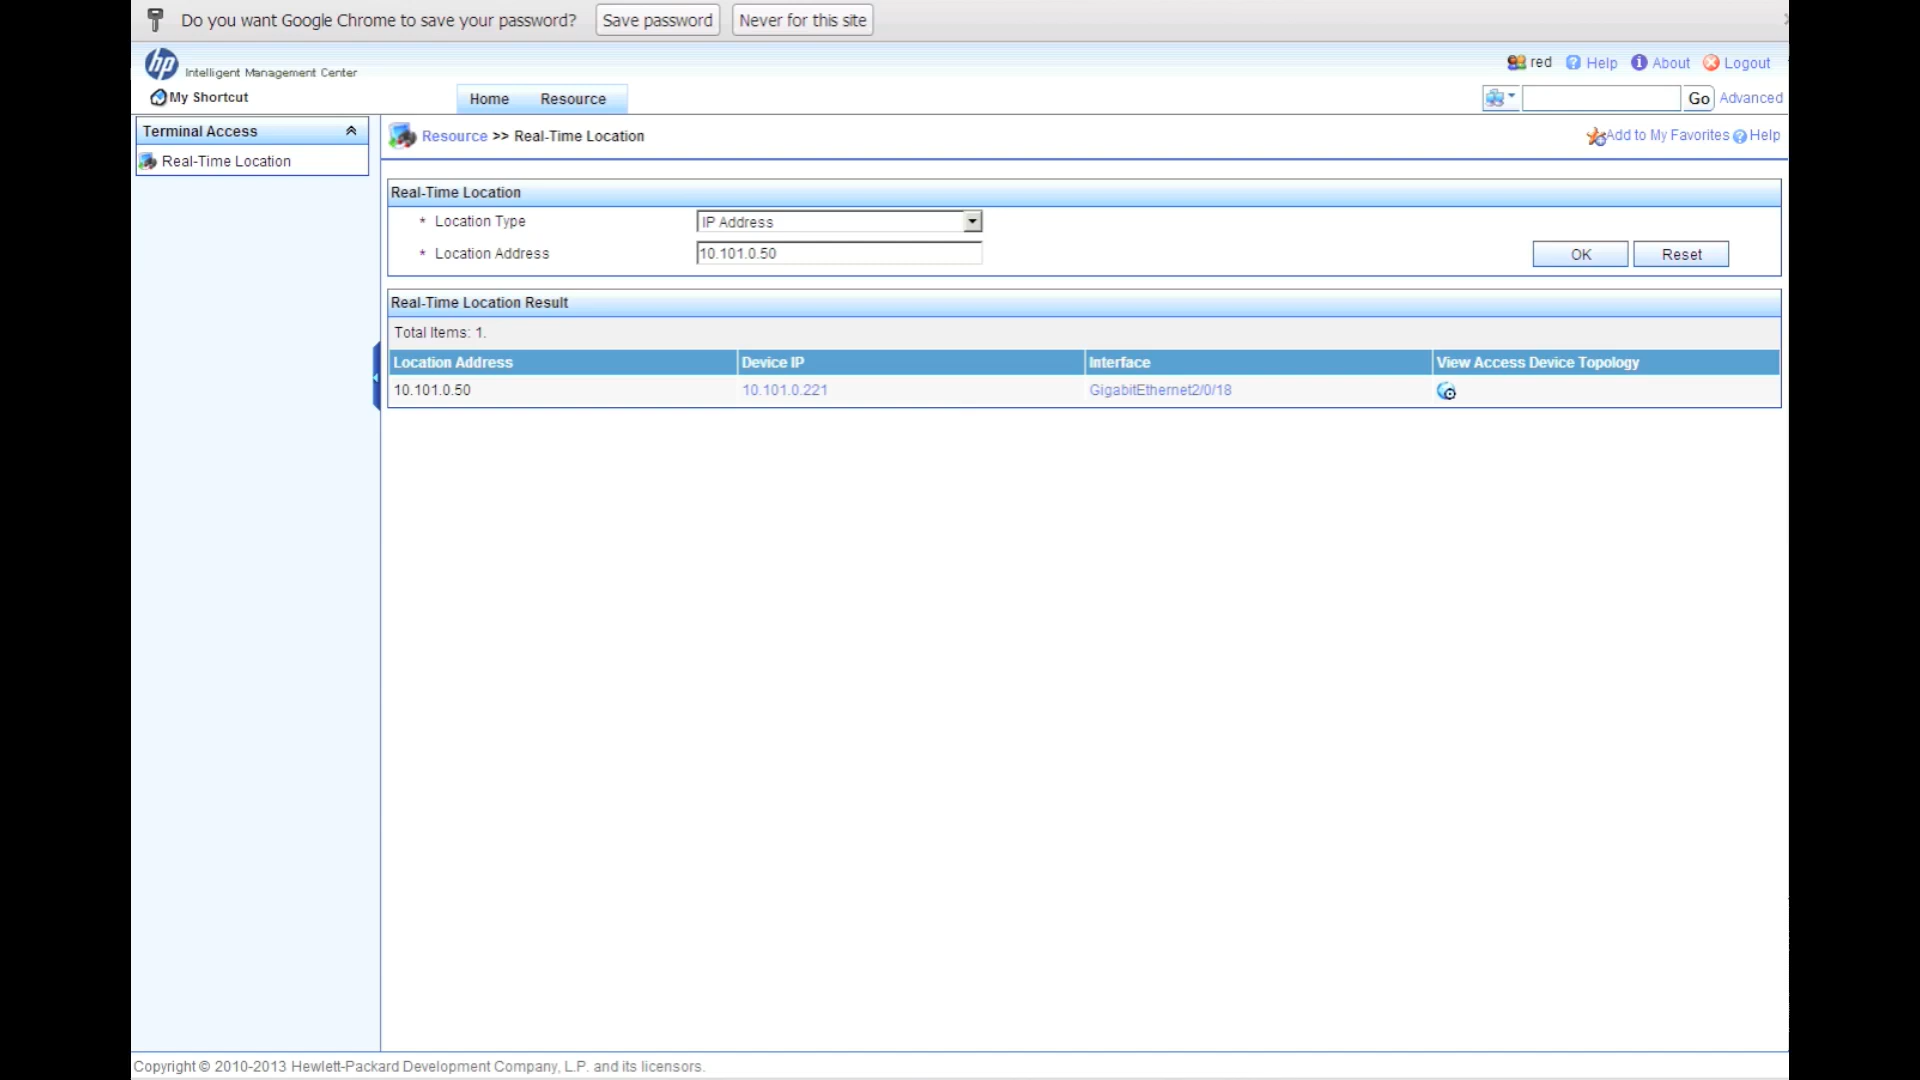 Do you want Google Chrome to save your password? Save password Never for this site
hp Intelligent Management Center
red Help About Logout
My Shortcut Home Resource Go Advanced
Terminal Access
Real-Time Location
Resource >> Real-Time Location Add to My Favorites Help
Real-Time Location
* Location Type IP Address
* Location Address 10.101.0.50 OK Reset
Real-Time Location Result
Total Items: 1.
Location Address Device IP Interface View Access Device Topology
10.101.0.50 10.101.0.221 GigabitEthernet2/0/18
Copyright © 2010-2013 Hewlett-Packard Development Company, L.P. and its licensors.